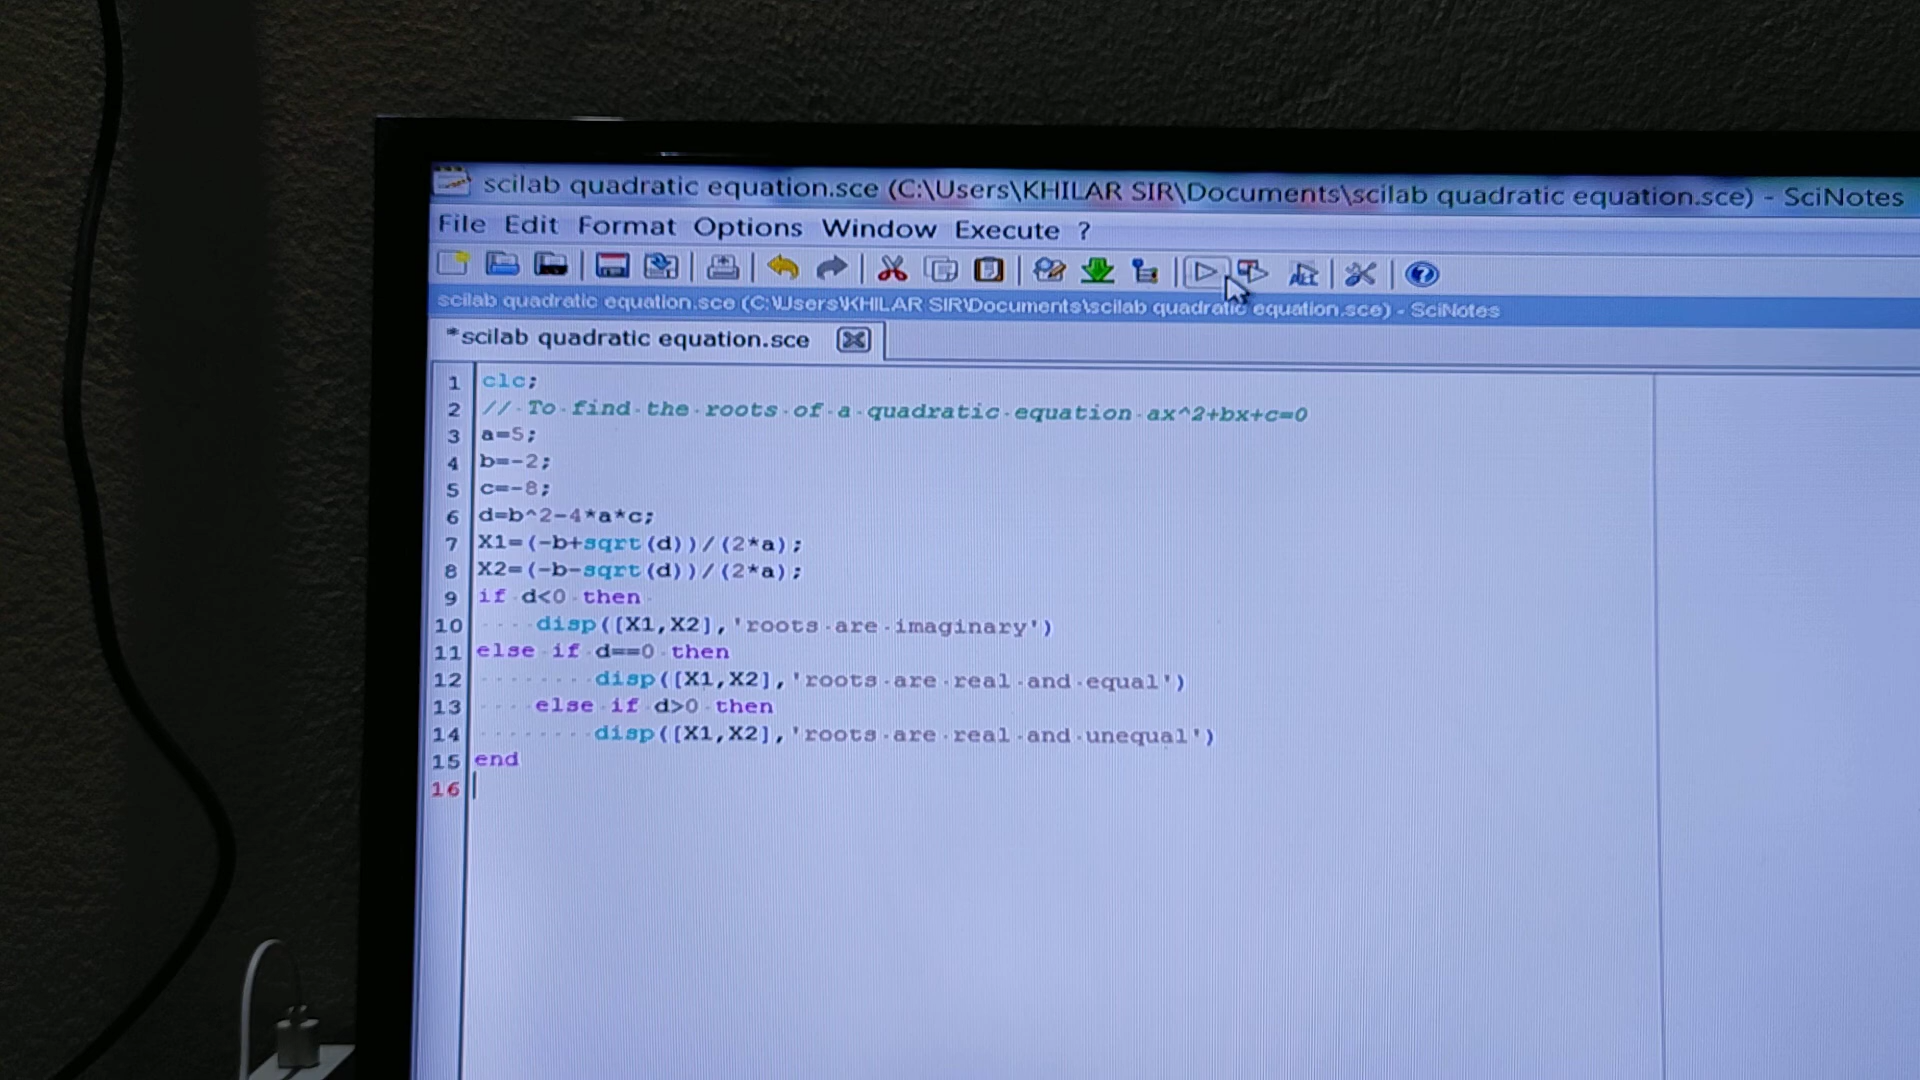 scilab quadratic equation.sce (C:\Users\KHILAR SIR\Documents\scilab quadratic equation.sce) - SciNotes
File Edit Format Options Window Execute ?
scilab quadratic equation.sce (C:\Users\KHILAR SIR\Documents\scilab quadratic equation.sce) - SciNotes
*scilab quadratic equation.sce
1 clc;
2 // To find the roots of a quadratic equation ax^2+bx+c=0
3 a=5;
4 b=-2;
5 c=-8;
6 d=b^2-4*a*c;
7 X1=(-b+sqrt(d))/(2*a);
8 X2=(-b-sqrt(d))/(2*a);
9 if d<0 then
10     disp([X1,X2],'roots are imaginary')
11 else if d==0 then
12         disp([X1,X2],'roots are real and equal')
13     else if d>0 then
14         disp([X1,X2],'roots are real and unequal')
15 end
16